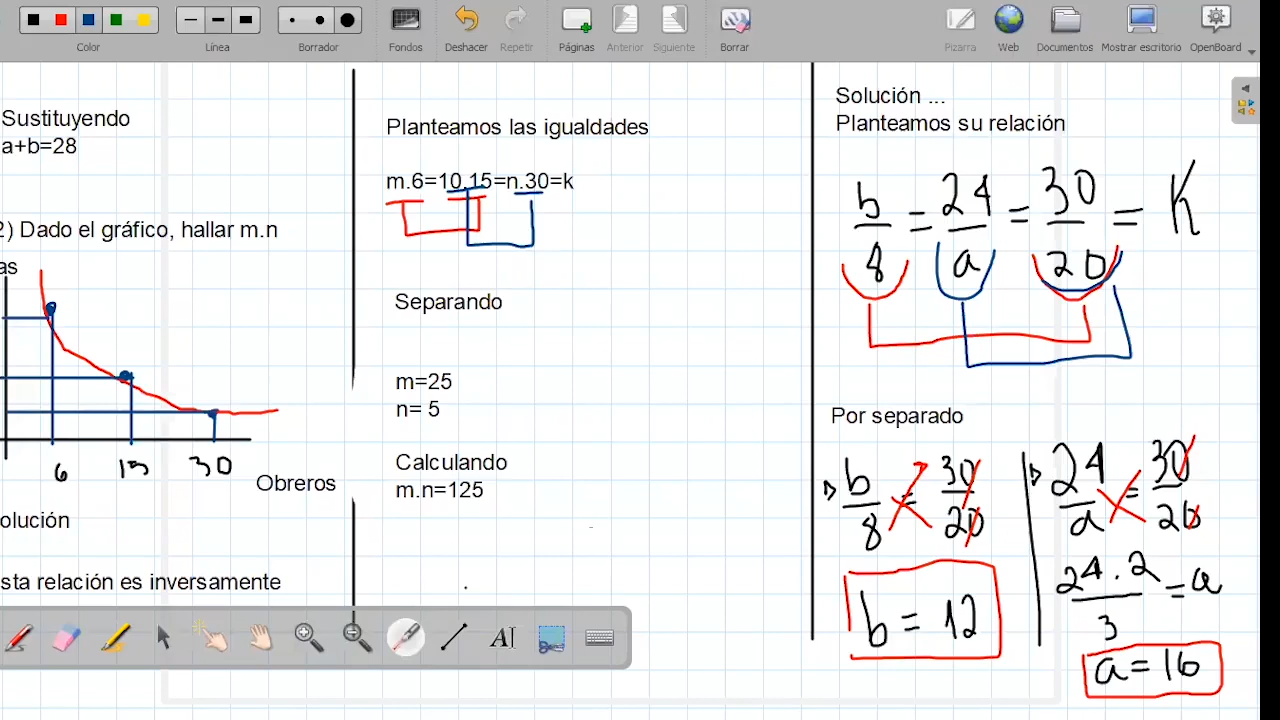 Color
Línea
Borrador
Fondos
Deshacer
Repetir
Páginas
Anterior
Siguiente
Borrar
Pizarra
Web
Documentos
Mostrar escritorio
OpenBoard
Sustituyendo
a+b=28
2) Dado el gráfico, hallar m.n
as
6 15 30
Obreros
olución
sta relación es inversamente
Planteamos las igualdades
m.6=10.15=n.30=k
Separando
m=25
n= 5
Calculando
m.n=125
Solución ...
Planteamos su relación
b/8 = 24/a = 30/20 = K
Por separado
b/8 = 30/20
b = 12
24/a = 30/20
24.2/3 = a
a = 16
AI